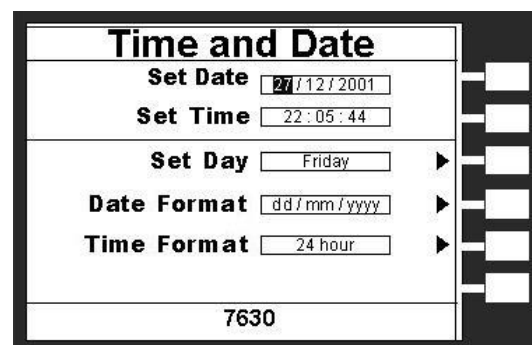 Time and Date
Set Date 27/12/2001
Set Time 22:05:44
Set Day Friday
Date Format dd/mm/yyyy
Time Format 24 hour
7630